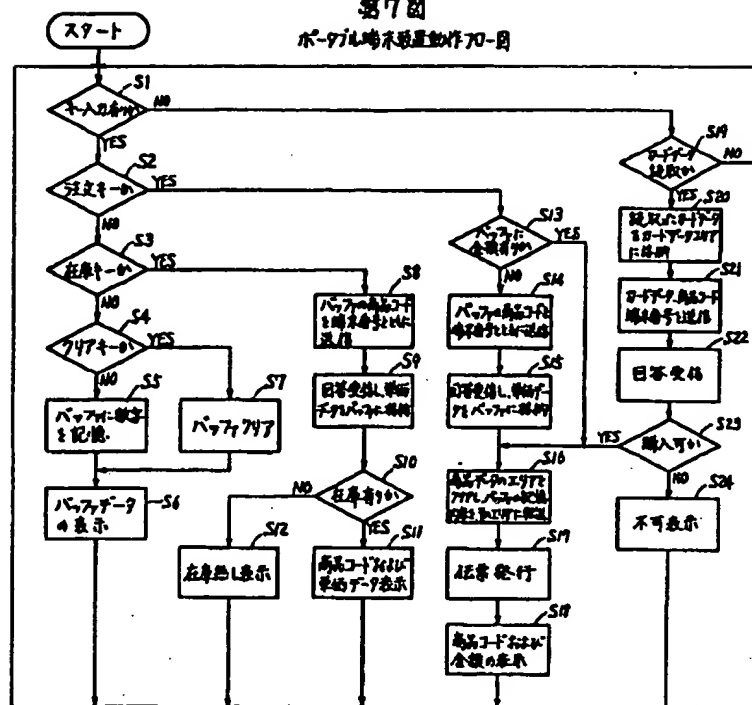 第7図
ポータブル端末装置動作フロー図
スタート
S1
キー入力有りか
NO
YES
S2
注文キーか
YES
NO
S3
在庫キーか
YES
NO
S4
クリアキーか
YES
NO
S5
バッファに数字
を記憶
S7
バッファクリア
S6
バッファデータ
の表示
S8
バッファの商品コード
を端末番号とともに
送信
S9
回答受信し、単価
データをバッファに格納
S10
在庫有りか
NO
YES
S12
在庫無し表示
S11
商品コードおよび
単価データ表示
S13
バッファに
金額有りか
YES
NO
S14
バッファの商品コードを
端末番号とともに送信
S15
回答受信し、単価データ
をバッファに格納
S16
商品データのエリアを
クリアし、バッファの記憶
内容をそのエリアに転送
S17
伝票発行
S18
商品コードおよび
金額の表示
S19
カードデータ
読取か
NO
YES
S20
読取ったカードデータ
をカードデータエリア
に格納
S21
カードデータ、商品コード
端末番号を送信
S22
回答受信
S23
購入可か
YES
NO
S24
不可表示